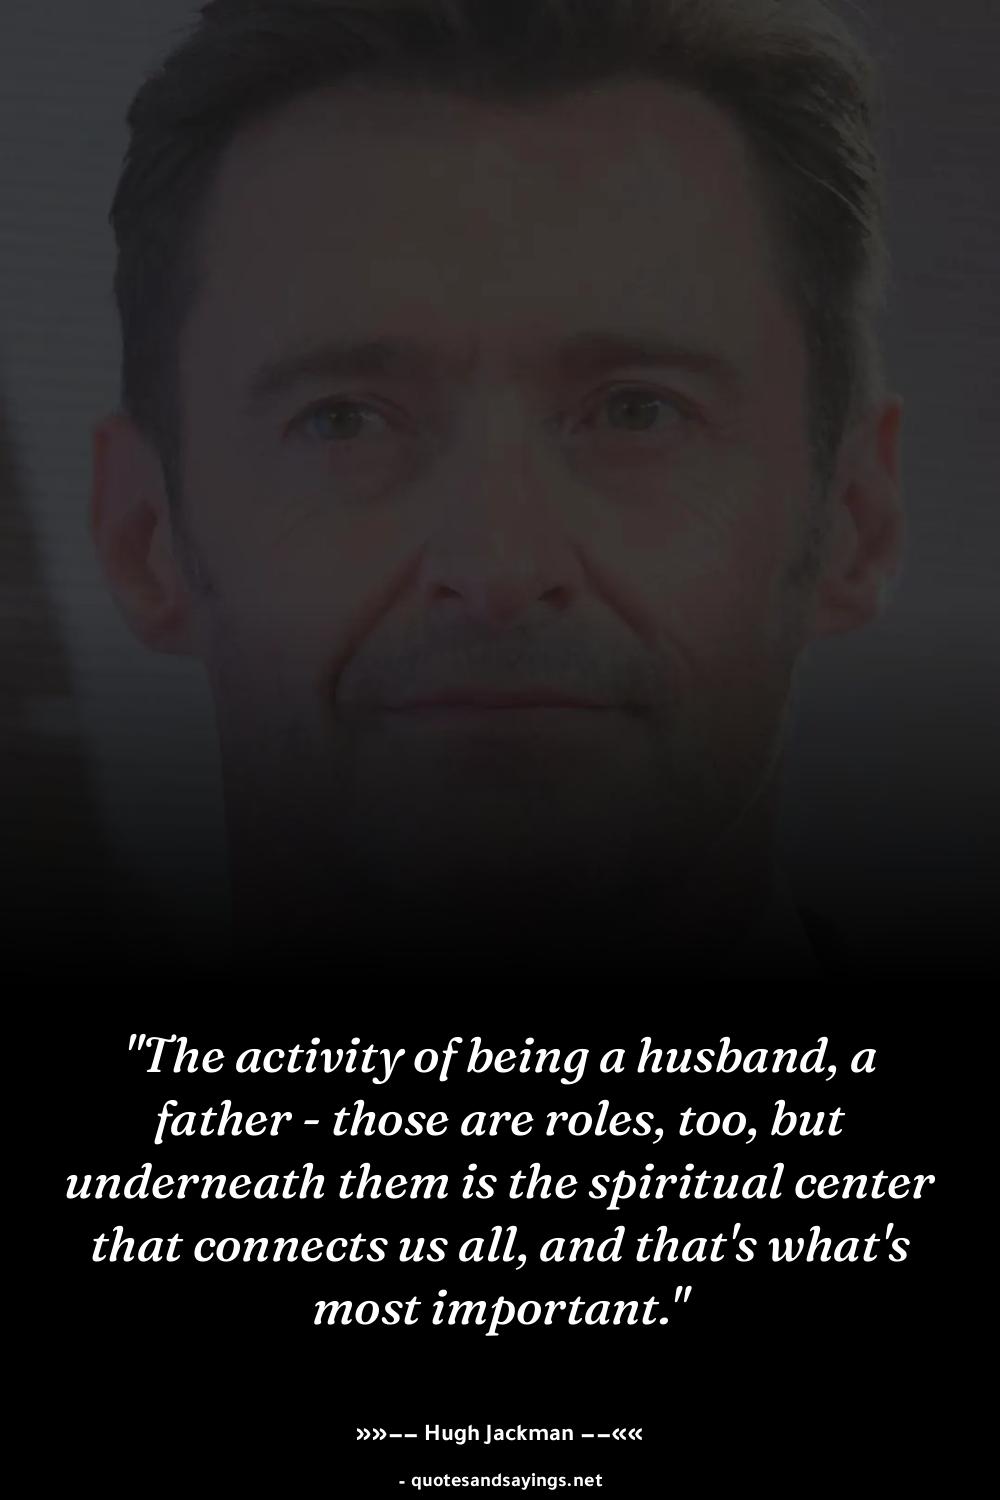 "The activity of being a husband, a
father - those are roles, too, but
underneath them is the spiritual center
that connects us all, and that's what's
most important."
»»–– Hugh Jackman ––««
- quotesandsayings.net